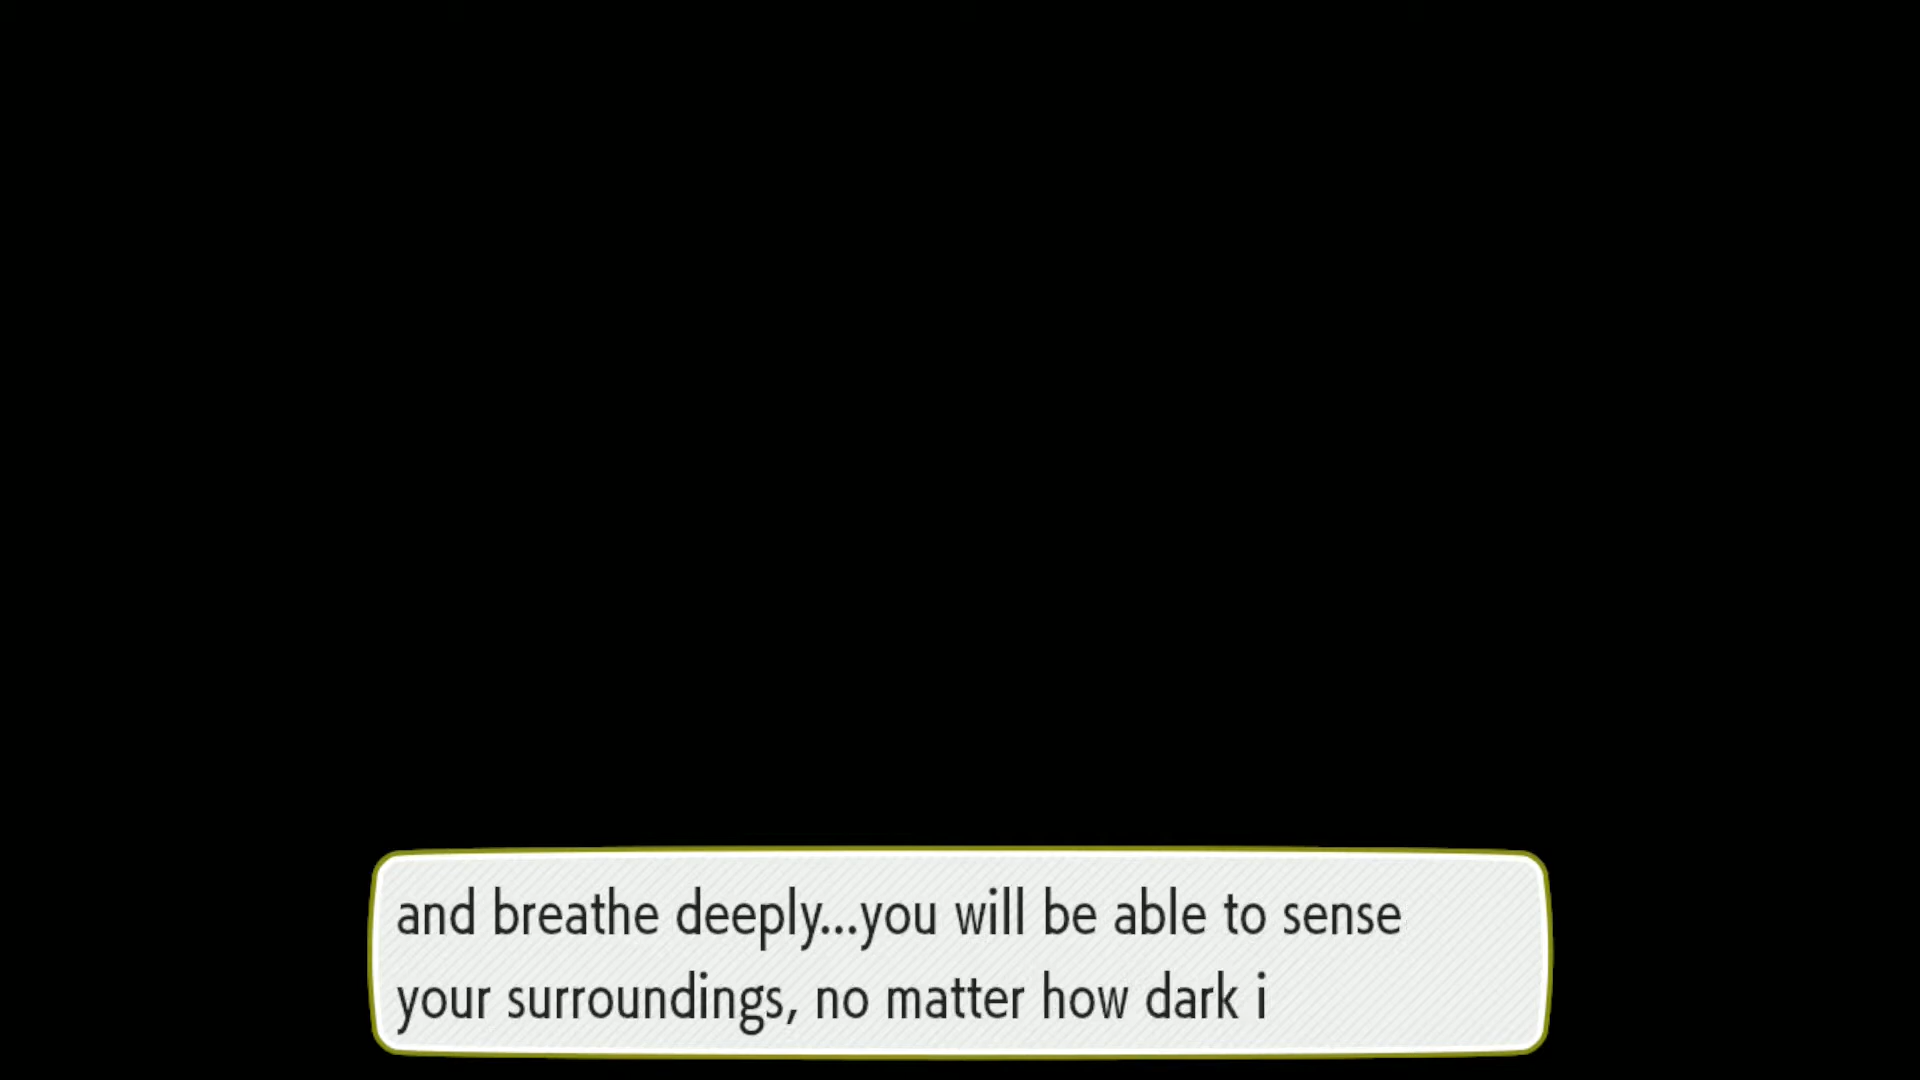 and breathe deeply...you will be able to sense
your surroundings, no matter how dark i